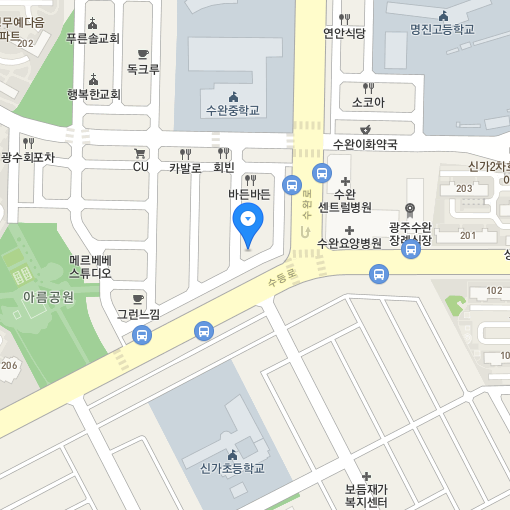 무예다음
파트
202
푸른솔교회
독크루
행복한교회
연안식당
명진고등학교
소코아
수완중학교
수완이화약국
광수회포차
CU
카발로
회빈
바든바든
신가2차
203
수완로
수완
센트럴병원
광주수완
장례식장
수완요양병원
201
메르베베
스튜디오
아름공원
그런느낌
수등로
102
206
신가초등학교
보듬재가
복지센터